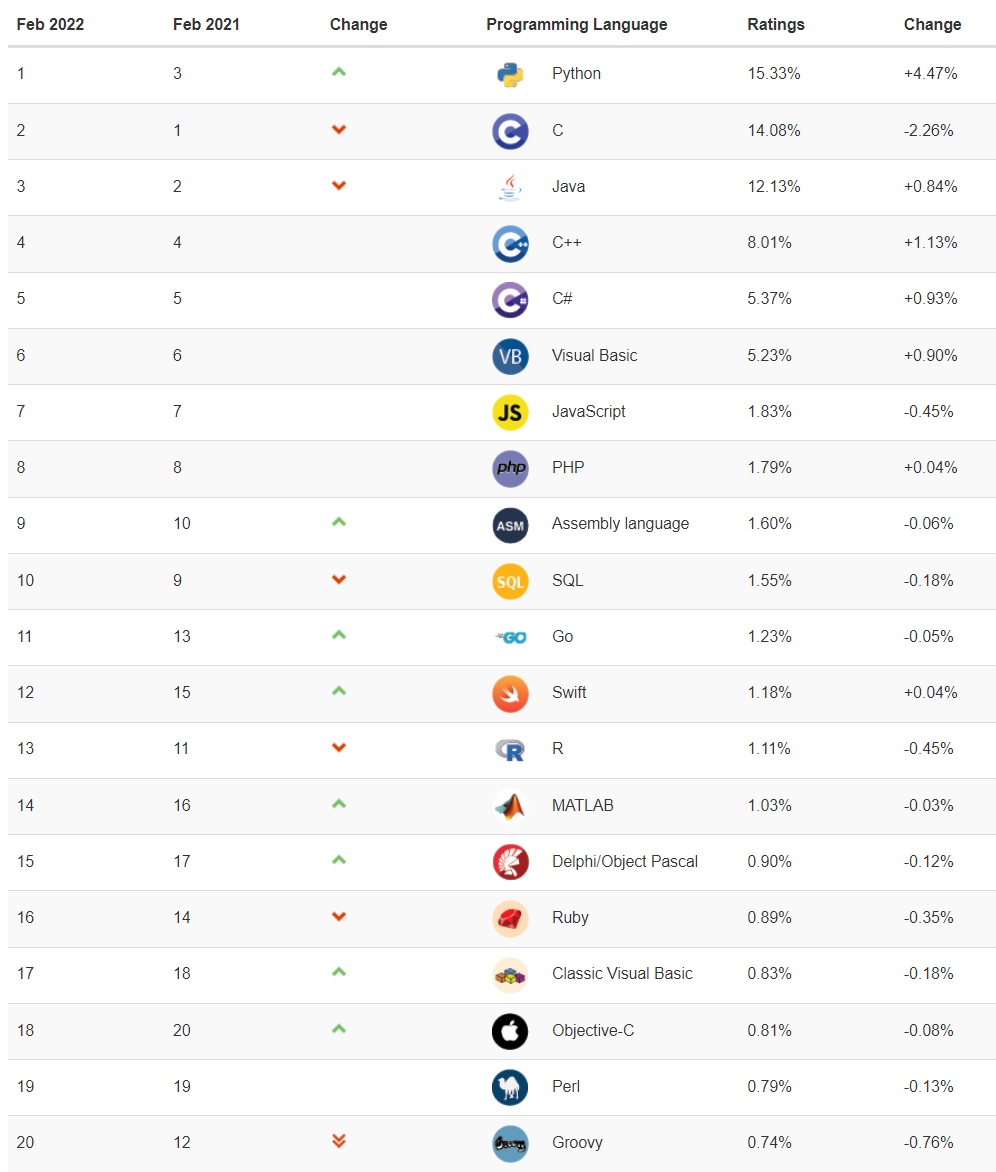 Feb 2022 Feb 2021 Change Programming Language Ratings Change
1 3 Python 15.33% +4.47%
2 1 C 14.08% -2.26%
3 2 Java 12.13% +0.84%
4 4 C++ 8.01% +1.13%
5 5 C# 5.37% +0.93%
6 6 VB Visual Basic 5.23% +0.90%
7 7 JS JavaScript 1.83% -0.45%
8 8 php PHP 1.79% +0.04%
9 10 ASM Assembly language 1.60% -0.06%
10 9 SQL SQL 1.55% -0.18%
11 13 GO Go 1.23% -0.05%
12 15 Swift 1.18% +0.04%
13 11 R R 1.11% -0.45%
14 16 MATLAB 1.03% -0.03%
15 17 Delphi/Object Pascal 0.90% -0.12%
16 14 Ruby 0.89% -0.35%
17 18 Classic Visual Basic 0.83% -0.18%
18 20 Objective-C 0.81% -0.08%
19 19 Perl 0.79% -0.13%
20 12 Groovy 0.74% -0.76%